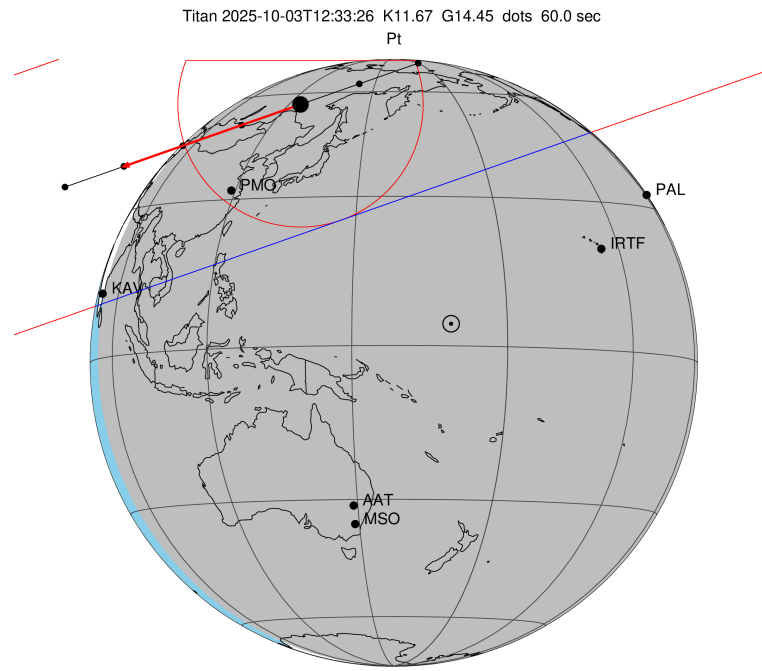 Titan 2025-10-03T12:33:26 K11.67 G14.45 dots 60.0 sec
Pt
PMO
PAL
IRTF
KAV
AAT
MSO